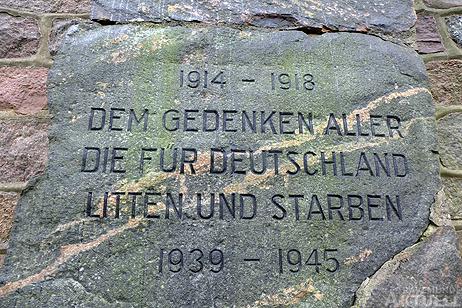 1914 - 1918
DEM GEDENKEN ALLER
DIE FÜR DEUTSCHLAND
LITTEN UND STARBEN
1939 - 1945